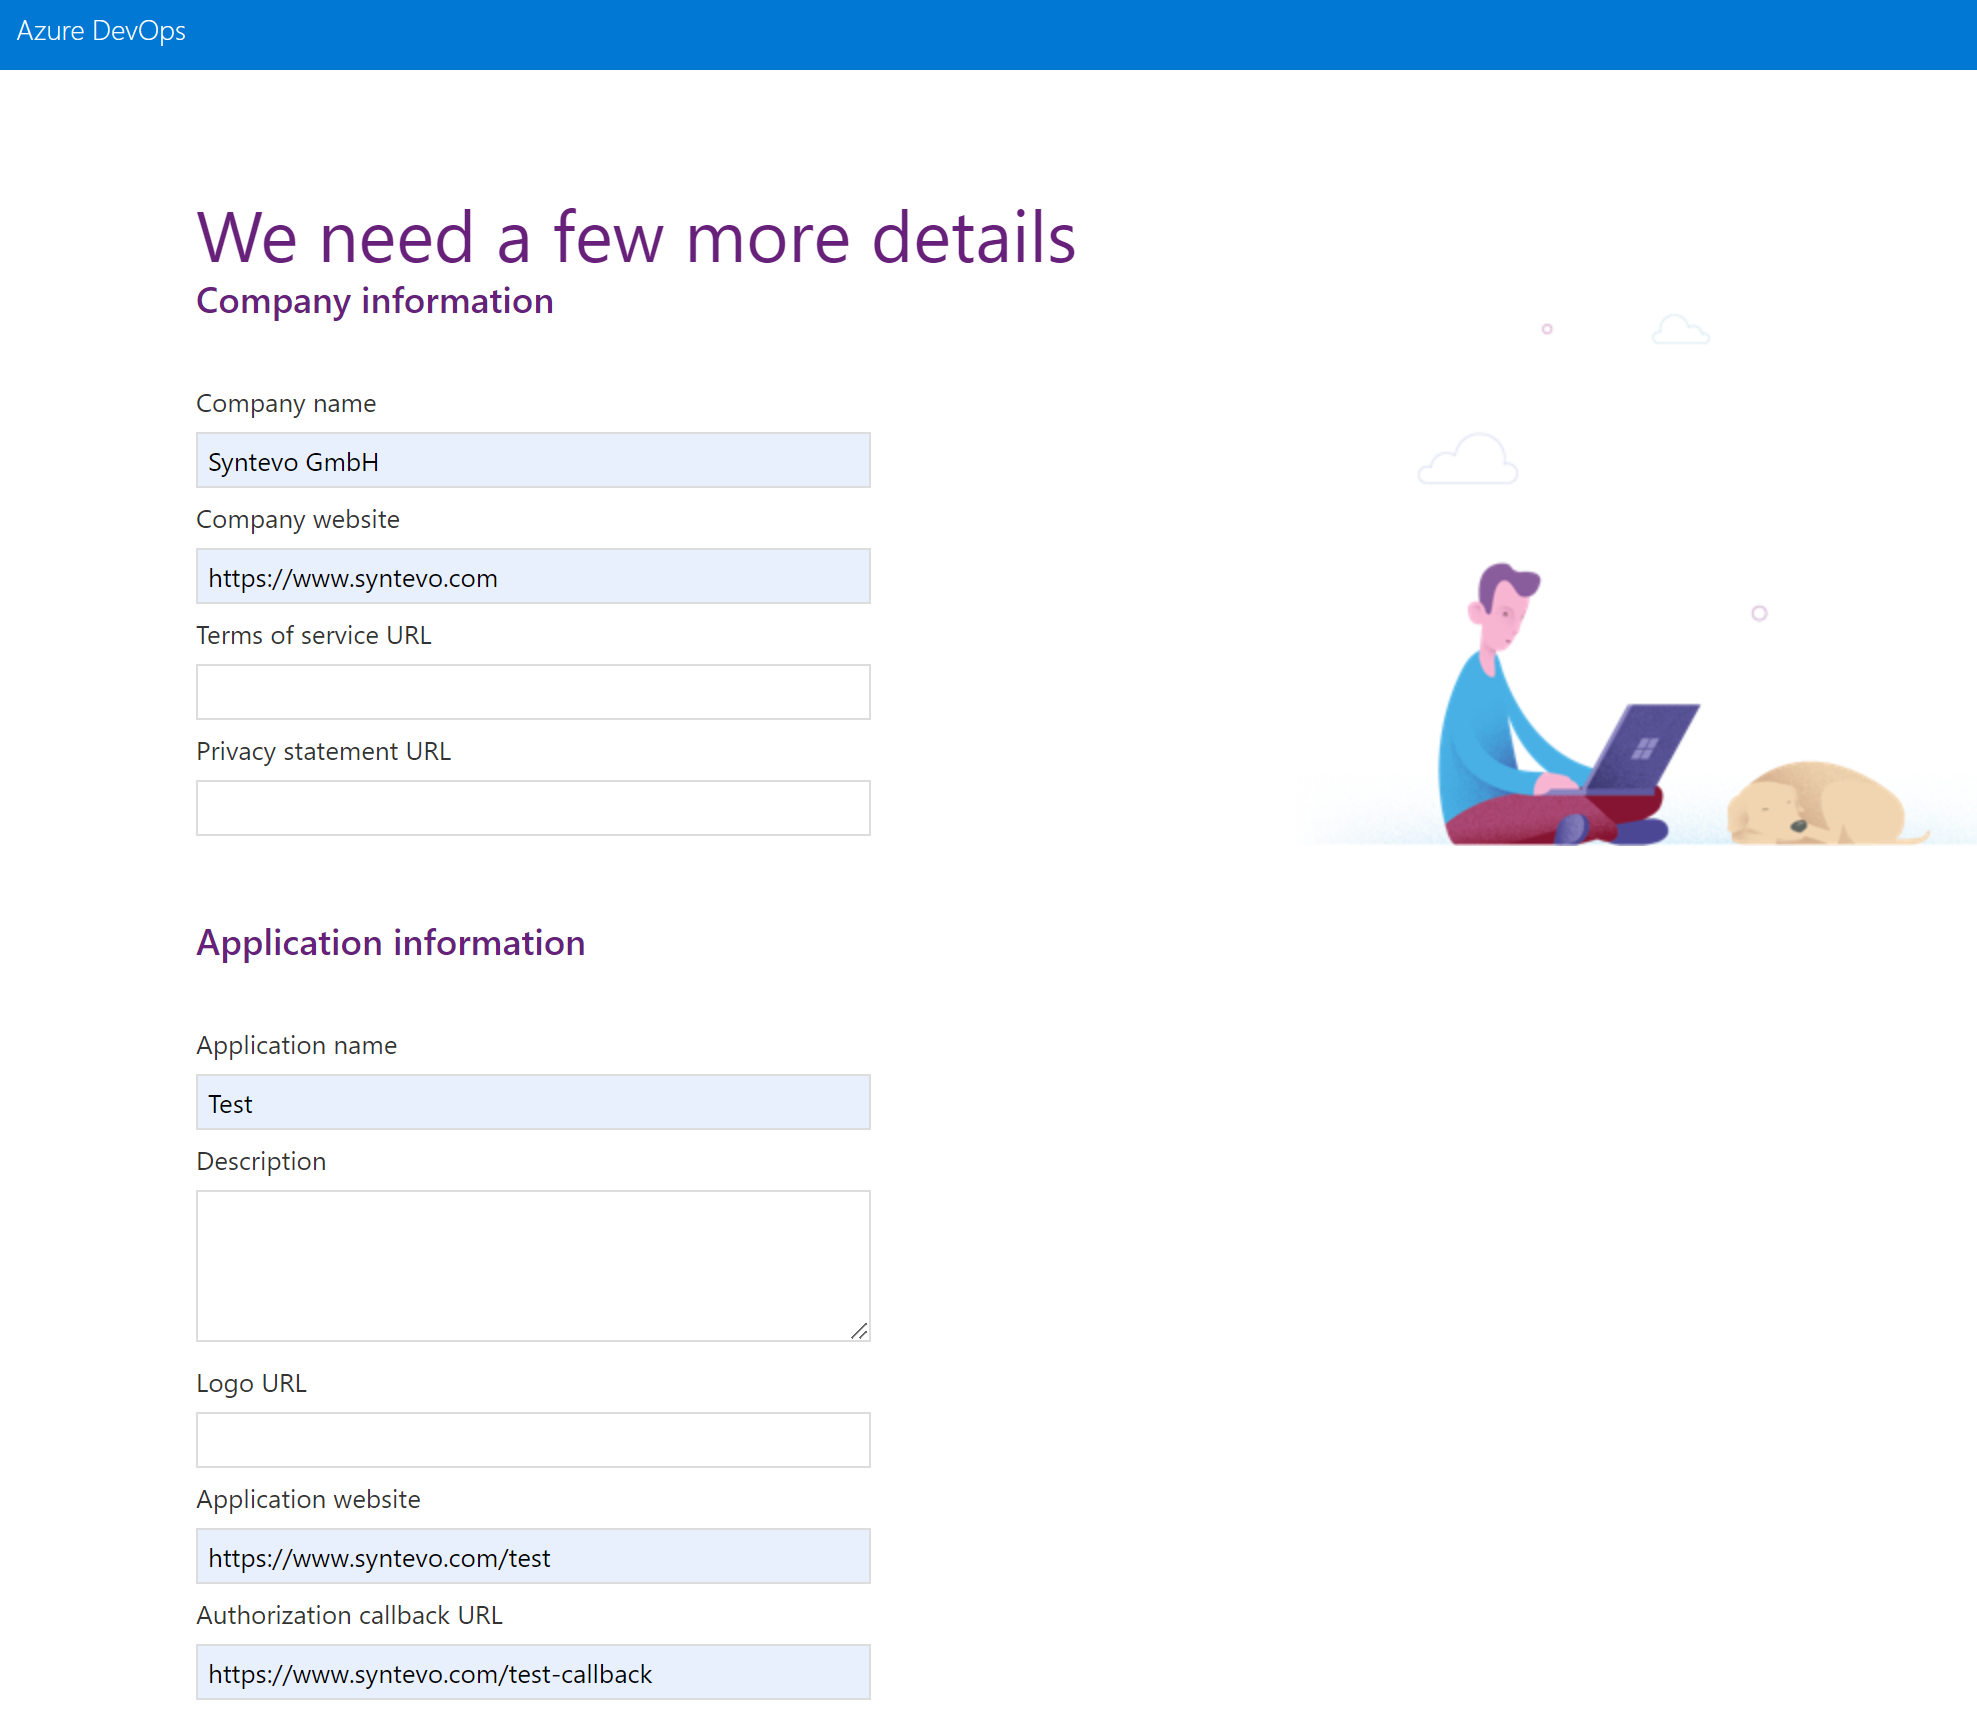 Azure DevOps
We need a few more details
Company information
Company name
Syntevo GmbH
Company website
https://www.syntevo.com
Terms of service URL
Privacy statement URL
Application information
Application name
Test
Description
Logo URL
Application website
https://www.syntevo.com/test
Authorization callback URL
https://www.syntevo.com/test-callback